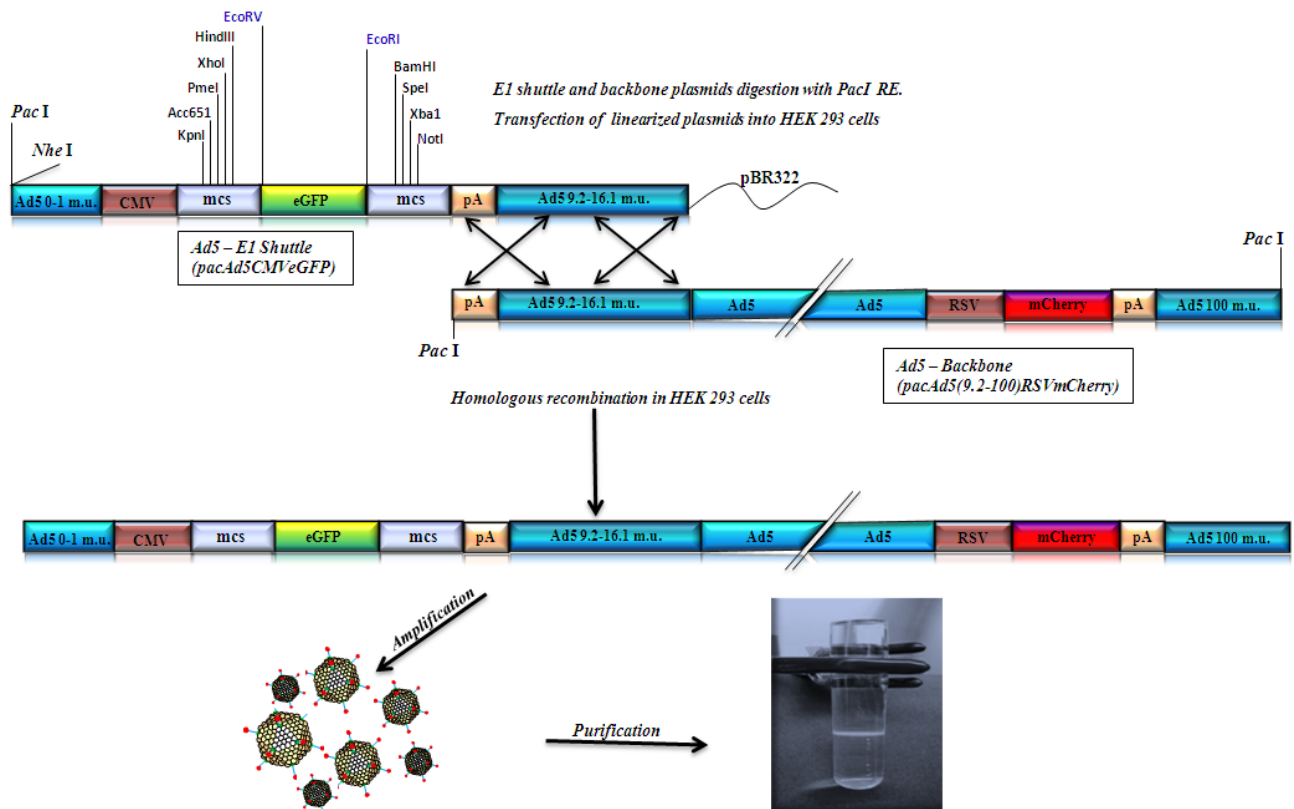 EcoRV
HindIII
EcoRI
XhoI
BamHI
PmeI
SpeI
Acc651
Xba1
KpnI
NotI
Pac I
Nhe I
E1 shuttle and backbone plasmids digestion with PacI RE.
Transfection of linearized plasmids into HEK 293 cells
pBR322
Ad5 0-1 m.u. CMV mcs eGFP mcs pA Ad5 9.2-16.1 m.u.
Ad5 – E1 Shuttle
(pacAd5CMVeGFP)
Pac I
pA Ad5 9.2-16.1 m.u. Ad5 Ad5 RSV mCherry pA Ad5 100 m.u.
Pac I
Ad5 – Backbone
(pacAd5(9.2-100)RSVmCherry)
Homologous recombination in HEK 293 cells
Ad5 0-1 m.u. CMV mcs eGFP mcs pA Ad5 9.2-16.1 m.u. Ad5 Ad5 RSV mCherry pA Ad5 100 m.u.
Amplification
Purification